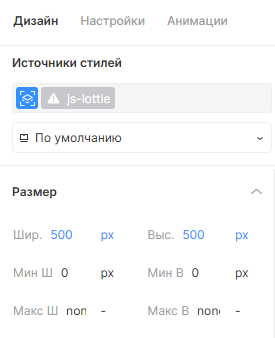 Дизайн Настройки Анимации
Источники стилей
js-lottie
По умолчанию
Размер
Шир. 500 px Выс. 500 px
Мин Ш 0 px Мин В 0 px
Макс Ш non - Макс В none -